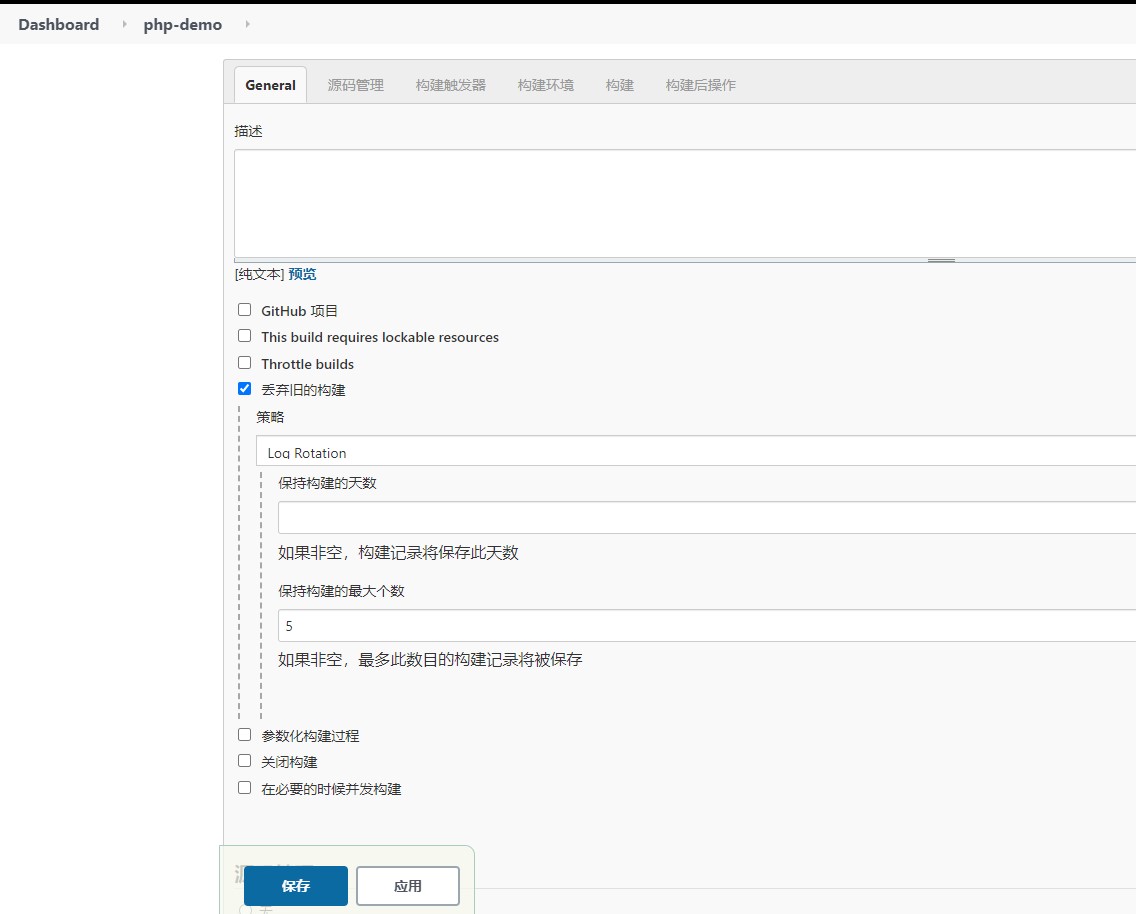 Dashboard php-demo
General 源码管理 构建触发器 构建环境 构建 构建后操作
描述
[纯文本] 预览
GitHub 项目
This build requires lockable resources
Throttle builds
丢弃旧的构建
策略
Log Rotation
保持构建的天数
如果非空，构建记录将保存此天数
保持构建的最大个数
5
如果非空，最多此数目的构建记录将被保存
参数化构建过程
关闭构建
在必要的时候并发构建
保存 应用